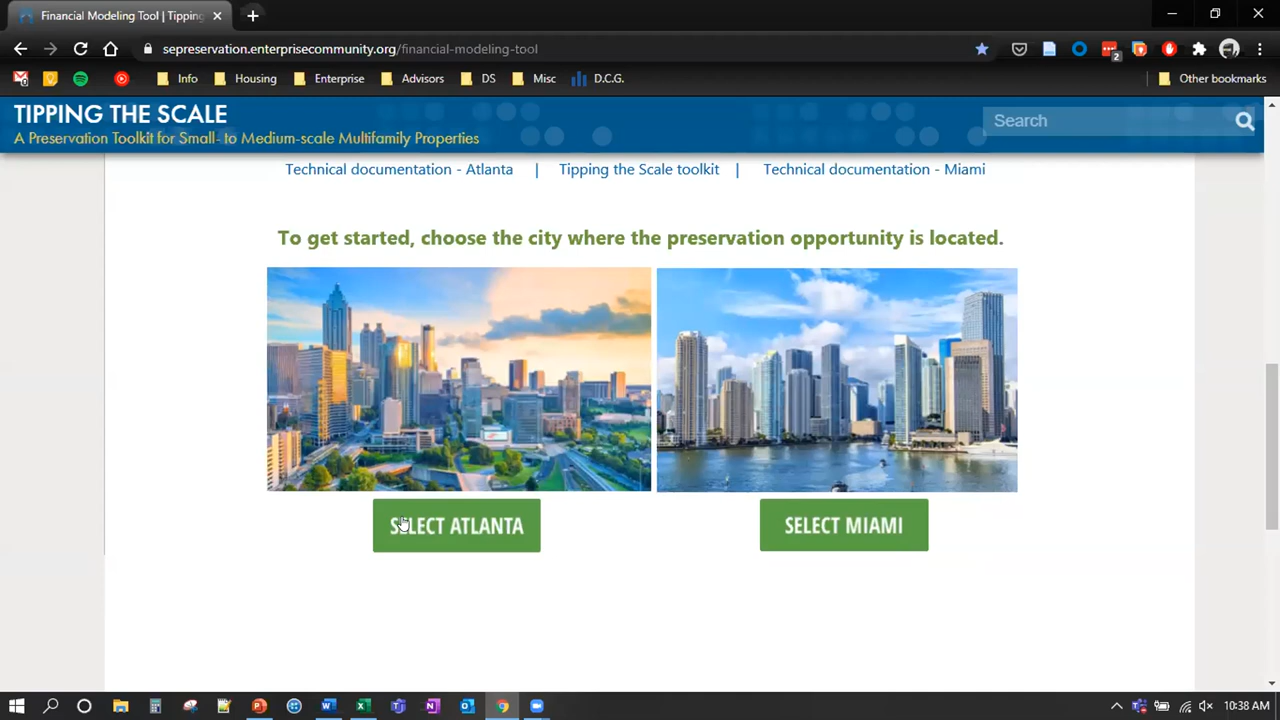 Financial Modeling Tool | Tipping
sepreservation.enterprisecommunity.org/financial-modeling-tool
2
Info
Housing
Enterprise
Advisors
DS
Misc
D.C.G.
Other bookmarks
TIPPING THE SCALE
A Preservation Toolkit for Small- to Medium-scale Multifamily Properties
Search
Technical documentation - Atlanta | Tipping the Scale toolkit | Technical documentation - Miami
To get started, choose the city where the preservation opportunity is located.
SELECT ATLANTA
SELECT MIAMI
10:38 AM